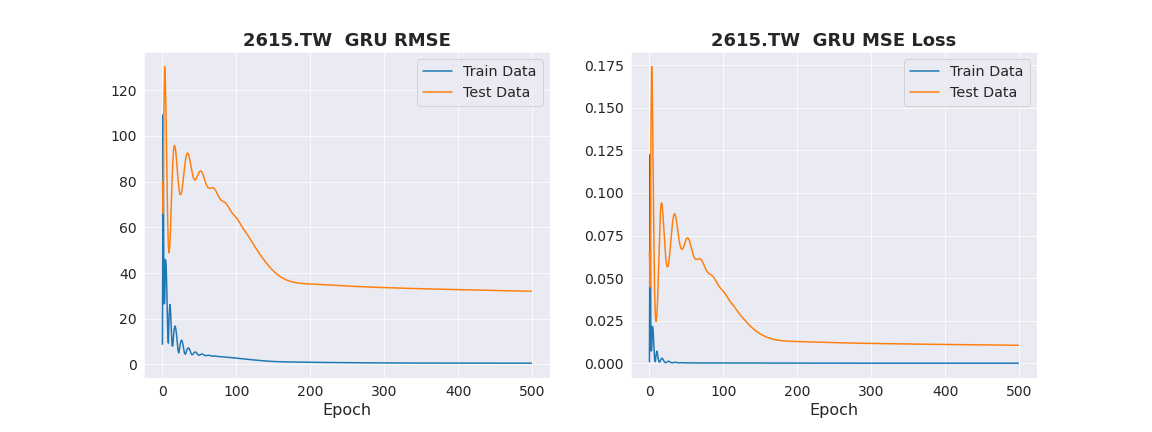 2615.TW  GRU RMSE
Train Data
Test Data
120
100
80
60
40
20
0
0 100 200 300 400 500
Epoch
2615.TW  GRU MSE Loss
Train Data
Test Data
0.175
0.150
0.125
0.100
0.075
0.050
0.025
0.000
0 100 200 300 400 500
Epoch